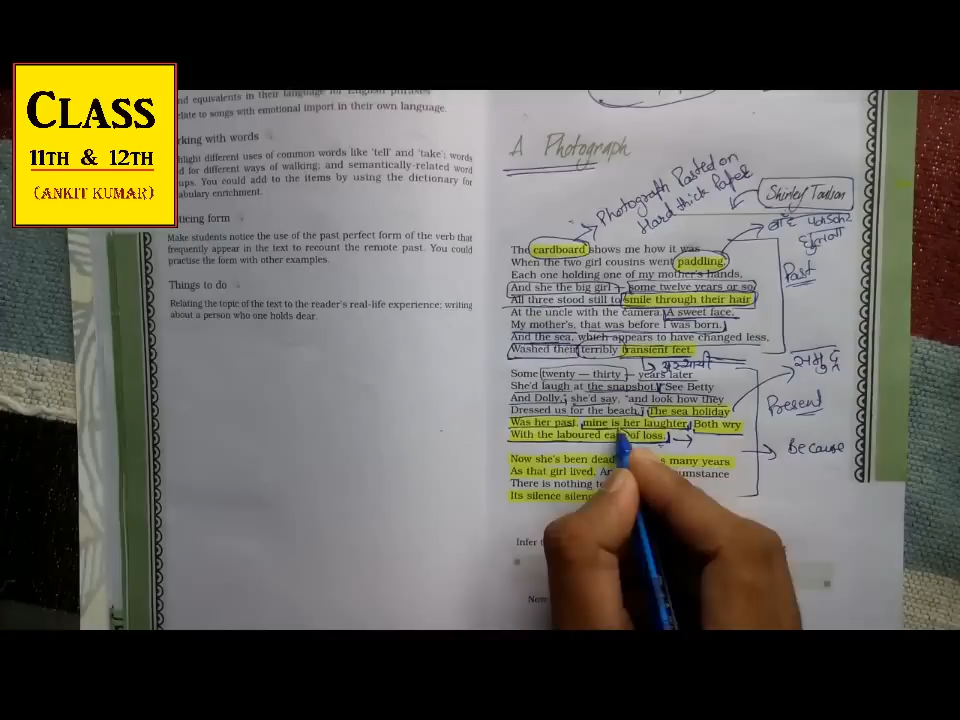 CLASS
11TH & 12TH
(ANKIT KUMAR)
nd equivalents in their language for English phrases
late to songs with emotional import in their own language.
rking with words
hlight different uses of common words like 'tell' and 'take'; words
d for different ways of walking; and semantically-related word
ups. You could add to the items by using the dictionary for
abulary enrichment.
ticing form
Make students notice the use of the past perfect form of the verb that
frequently appear in the text to recount the remote past. You could
practise the form with other examples.
Things to do
Relating the topic of the text to the reader's real-life experience; writing
about a person who one holds dear.
A Photograph
Photograph Pasted on
Hard thick Paper
Shirley Toulson
The cardboard shows me how it was
When the two girl cousins went paddling,
Each one holding one of my mother's hands,
And she the big girl — some twelve years or so.
All three stood still to smile through their hair
At the uncle with the camera. A sweet face,
My mother's, that was before I was born.
And the sea, which appears to have changed less,
Washed their terribly transient feet.
Past
अस्थायी
Some twenty — thirty — years later
She'd laugh at the snapshot. "See Betty
And Dolly," she'd say, "and look how they
Dressed us for the beach." The sea holiday
Was her past, mine is her laughter. Both wry
With the laboured ea of loss.
समुद्र
Present
Because
Now she's been dead s many years
As that girl lived. An umstance
There is nothing to
Its silence silen
Infer t
Now